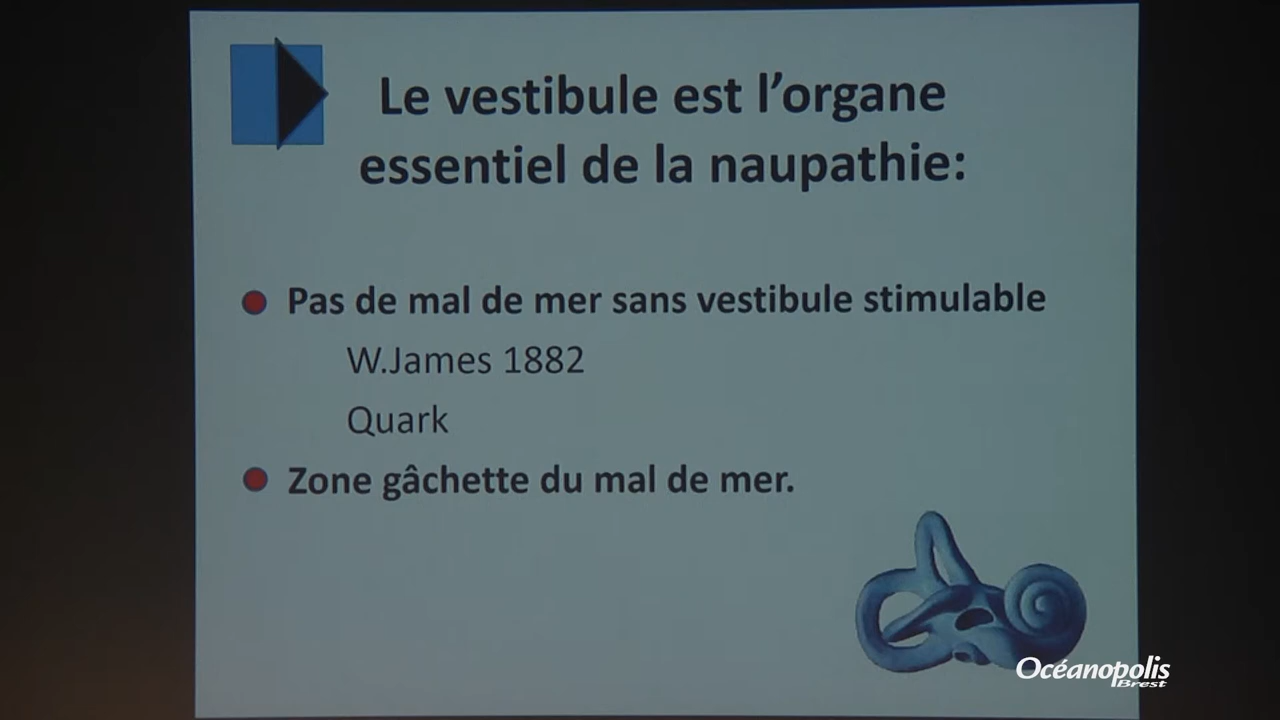 Le vestibule est l'organe
essentiel de la naupathie:
Pas de mal de mer sans vestibule stimulable
W.James 1882
Quark
Zone gâchette du mal de mer.
Océanopolis
Brest